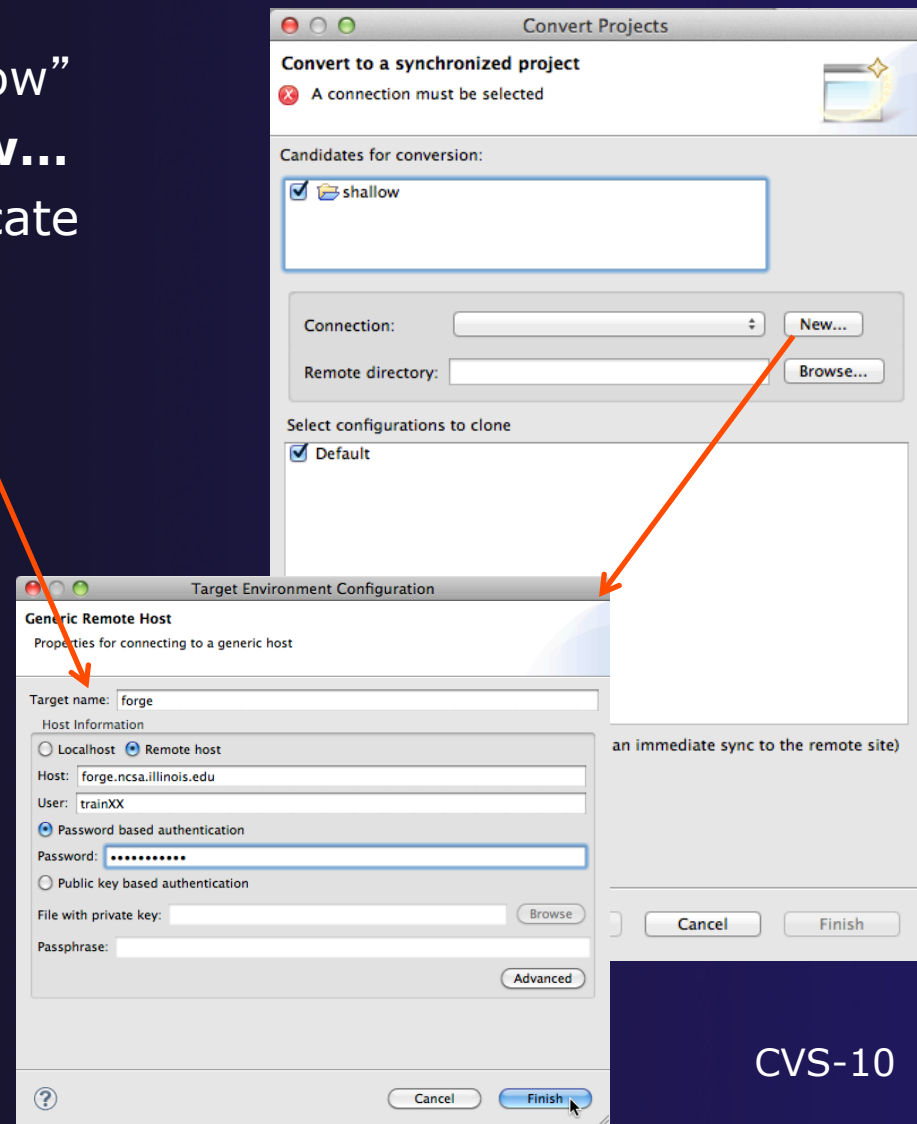 Convert Projects
Convert to a synchronized project
A connection must be selected
Candidates for conversion:
shallow
Connection:
New...
Remote directory:
Browse...
Select configurations to clone
Default
an immediate sync to the remote site)
Cancel
Finish
Target Environment Configuration
Generic Remote Host
Properties for connecting to a generic host
Target name: forge
Host Information
Localhost Remote host
Host: forge.ncsa.illinois.edu
User: trainXX
Password based authentication
Password: •••••••••••
Public key based authentication
File with private key:
Browse
Passphrase:
Advanced
?
Cancel
Finish
CVS-10